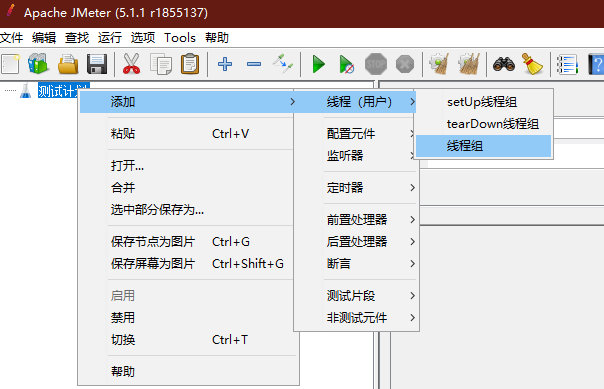 Apache JMeter (5.1.1 r1855137)
文件 编辑 查找 运行 选项 Tools 帮助
测试计划
添加
粘贴 Ctrl+V
打开...
合并
选中部分保存为...
保存节点为图片 Ctrl+G
保存屏幕为图片 Ctrl+Shift+G
启用
禁用
切换 Ctrl+T
帮助
线程（用户）
配置元件
监听器
定时器
前置处理器
后置处理器
断言
测试片段
非测试元件
setUp线程组
tearDown线程组
线程组